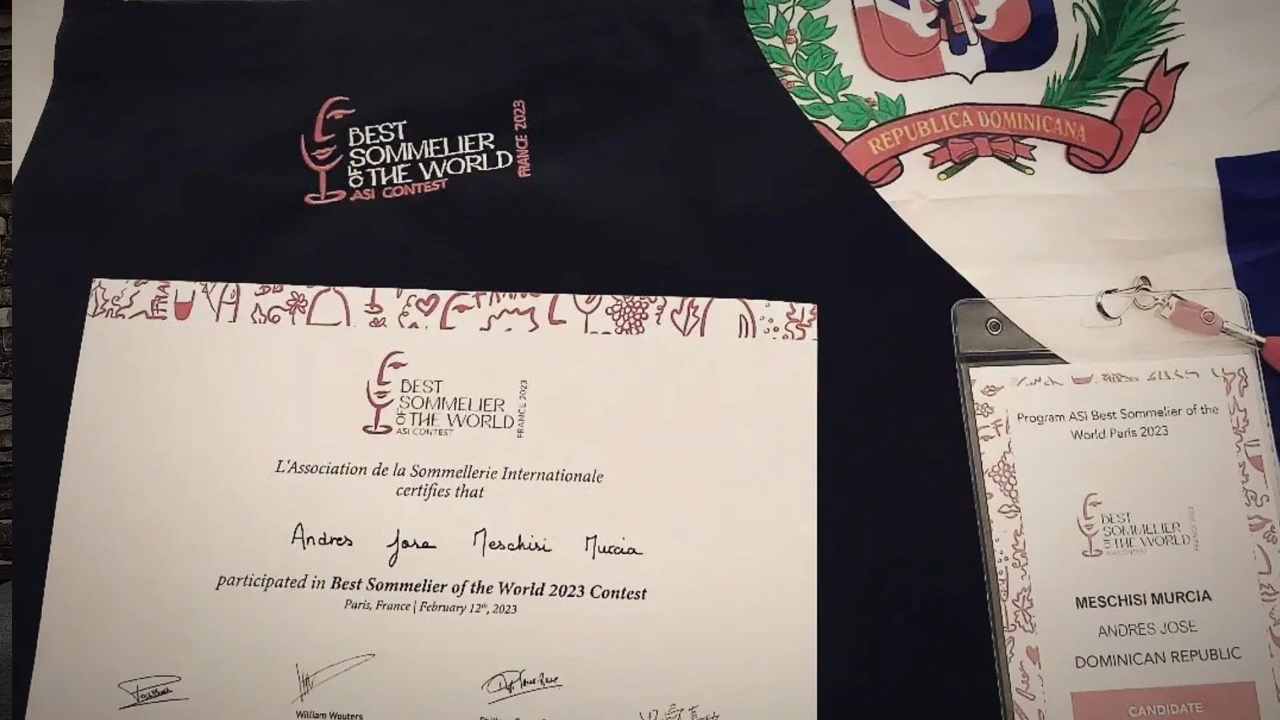 BEST
SOMMELIER
OF THE WORLD
ASI CONTEST
FRANCE 2023
REPUBLICA DOMINICANA
BEST
SOMMELIER
OF THE WORLD
ASI CONTEST
FRANCE 2023
L'Association de la Sommellerie Internationale
certifies that
Andres Jose Meschisi Murcia
participated in Best Sommelier of the World 2023 Contest
Paris, France | February 12th, 2023
William Wouters
Program ASI Best Sommelier of the
World Paris 2023
BEST
SOMMELIER
OF THE WORLD
ASI CONTEST
MESCHISI MURCIA
ANDRES JOSE
DOMINICAN REPUBLIC
CANDIDATE